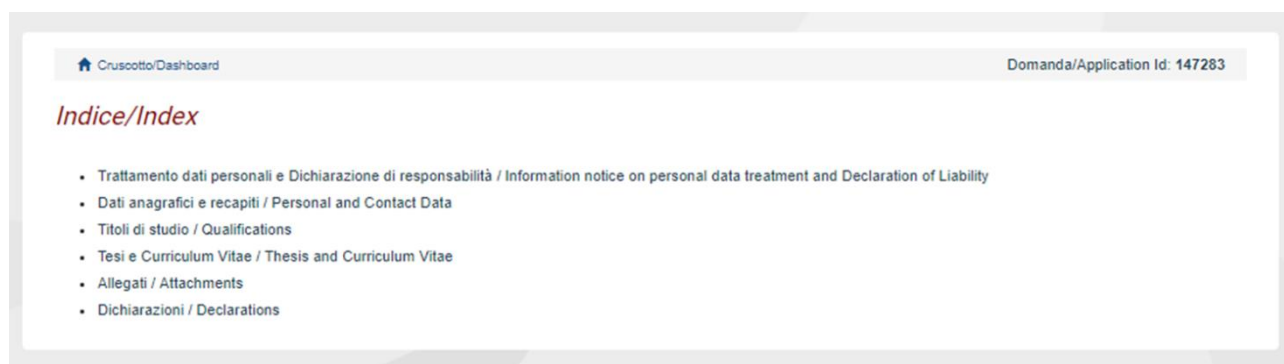 Cruscotto/Dashboard Domanda/Application Id: 147283
Indice/Index
• Trattamento dati personali e Dichiarazione di responsabilità / Information notice on personal data treatment and Declaration of Liability
• Dati anagrafici e recapiti / Personal and Contact Data
• Titoli di studio / Qualifications
• Tesi e Curriculum Vitae / Thesis and Curriculum Vitae
• Allegati / Attachments
• Dichiarazioni / Declarations